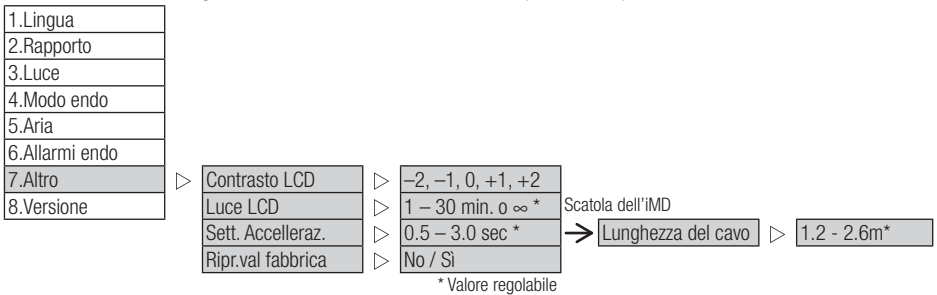 1.Lingua
2.Rapporto
3.Luce
4.Modo endo
5.Aria
6.Allarmi endo
7.Altro
8.Versione
Contrasto LCD –2, –1, 0, +1, +2
Luce LCD 1 – 30 min. o ∞ *
Sett. Accelleraz. 0.5 – 3.0 sec *
Ripr.val fabbrica No / Sì
* Valore regolabile
Scatola dell'iMD
Lunghezza del cavo 1.2 - 2.6m*